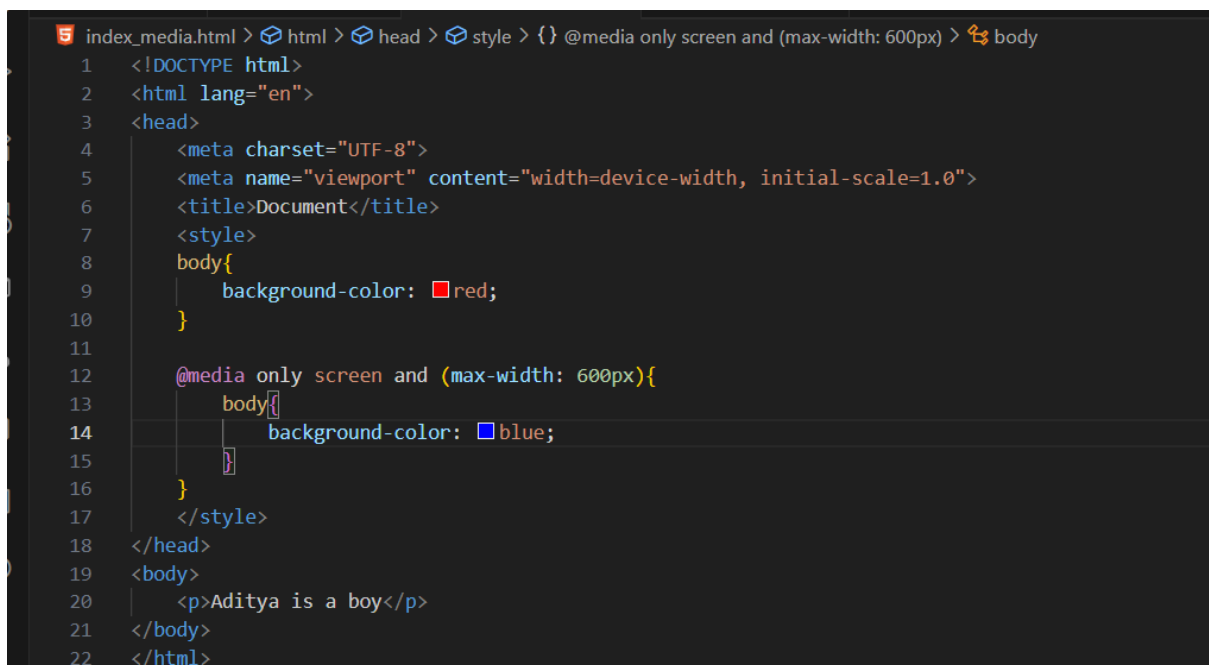 index_media.html > html > head > style > {} @media only screen and (max-width: 600px) > body
1 <!DOCTYPE html>
2 <html lang="en">
3 <head>
4     <meta charset="UTF-8">
5     <meta name="viewport" content="width=device-width, initial-scale=1.0">
6     <title>Document</title>
7     <style>
8     body{
9         background-color: red;
10     }
11
12     @media only screen and (max-width: 600px){
13         body{
14             background-color: blue;
15         }
16     }
17     </style>
18 </head>
19 <body>
20     <p>Aditya is a boy</p>
21 </body>
22 </html>